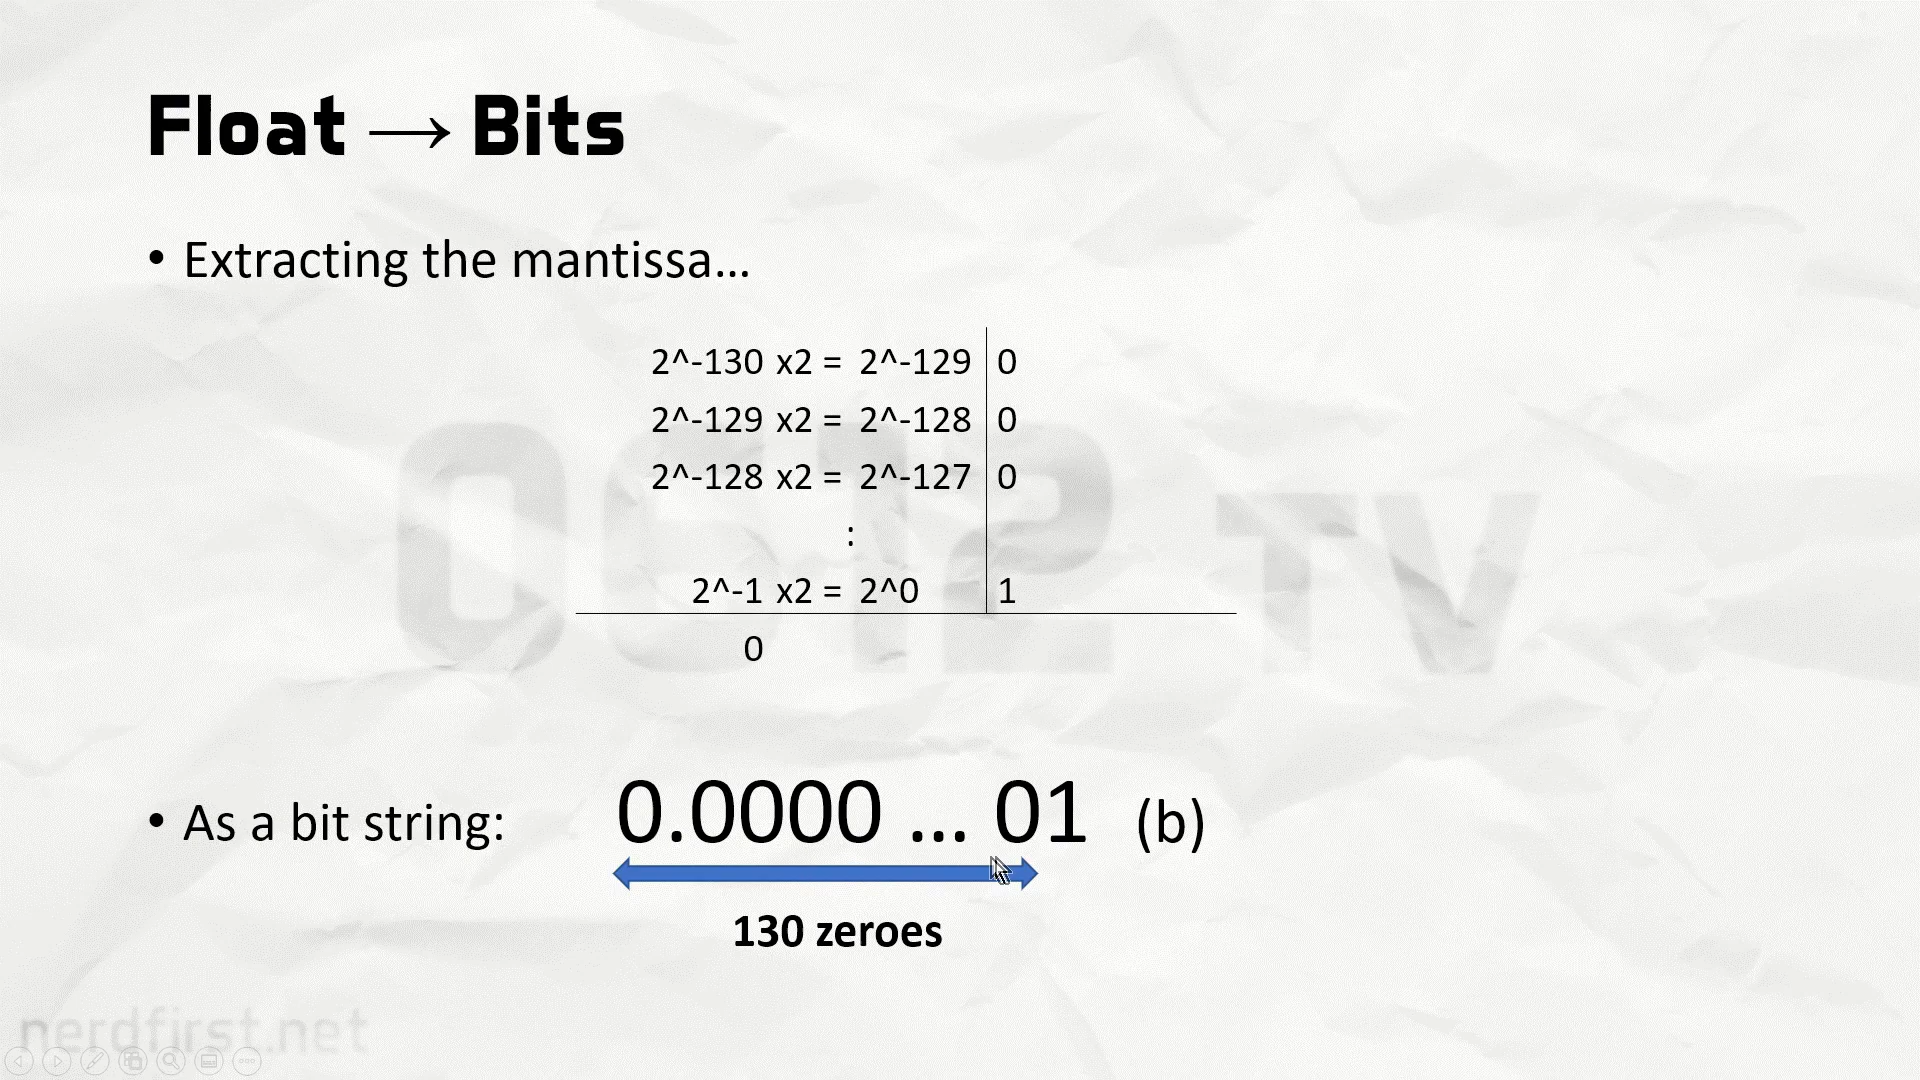 Float → Bits
• Extracting the mantissa...
2^-130 x2 = 2^-129 0
2^-129 x2 = 2^-128 0
2^-128 x2 = 2^-127 0
:
2^-1 x2 = 2^0 1
0
0612 TV
• As a bit string: 0.0000 ... 01 (b)
130 zeroes
nerdfirst.net